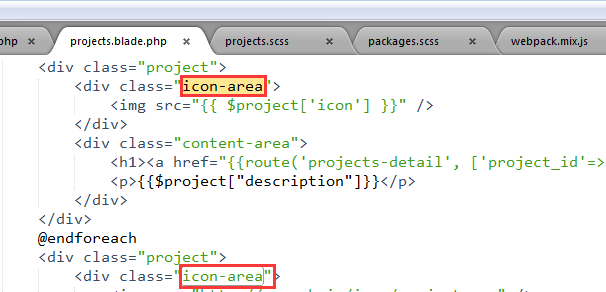 php × projects.blade.php × projects.scss × packages.scss × webpack.mix.js
<div class="project">
<div class="icon-area">
<img src="{{ $project['icon'] }}" />
</div>
<div class="content-area">
<h1><a href="{{route('projects-detail', ['project_id'=>
<p>{{$project["description"]}}</p>
</div>
</div>
@endforeach
<div class="project">
<div class="icon-area">